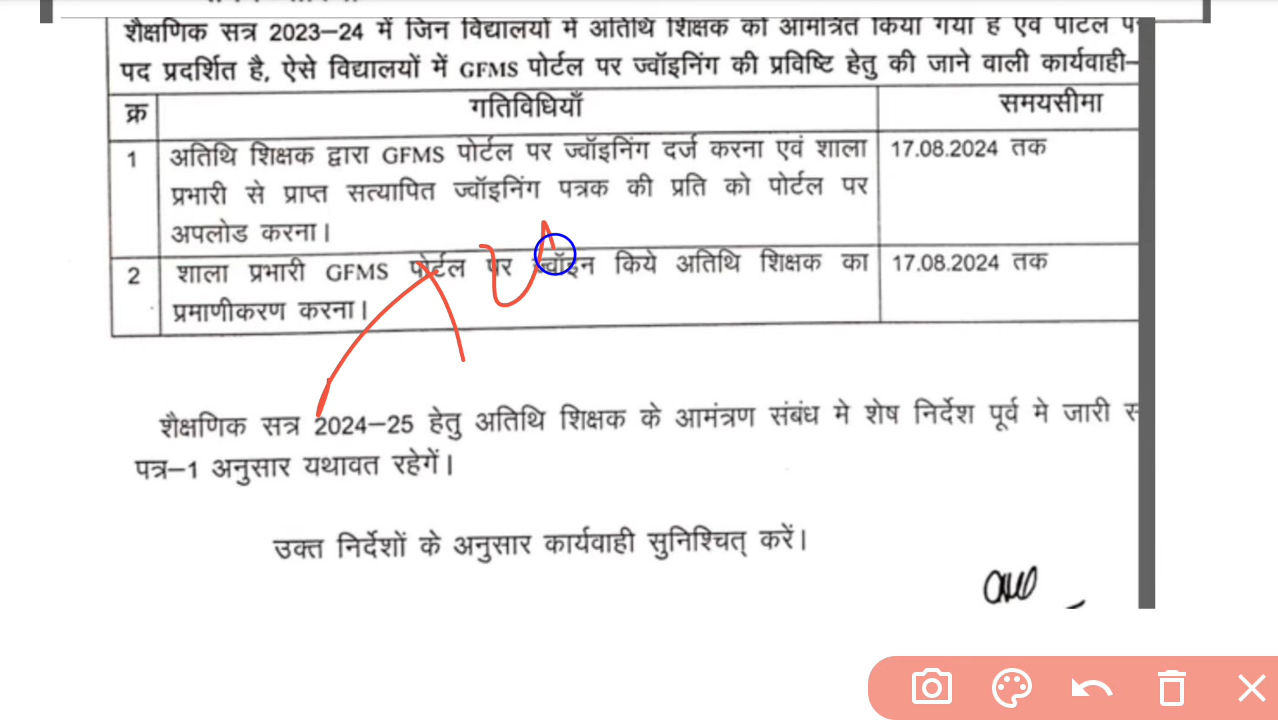 शैक्षणिक सत्र 2023–24 में जिन विद्यालयों में अतिथि शिक्षक को आमंत्रित किया गया है एवं पोर्टल
पद प्रदर्शित है, ऐसे विद्यालयों में GFMS पोर्टल पर ज्वॉइनिंग की प्रविष्टि हेतु की जाने वाली कार्यवाही–
क्र गतिविधियाँ समयसीमा
1 अतिथि शिक्षक द्वारा GFMS पोर्टल पर ज्वॉइनिंग दर्ज करना एवं शाला 17.08.2024 तक
प्रभारी से प्राप्त सत्यापित ज्वॉइनिंग पत्रक की प्रति को पोर्टल पर
अपलोड करना।
2 शाला प्रभारी GFMS पोर्टल पर ज्वॉइन किये अतिथि शिक्षक का 17.08.2024 तक
प्रमाणीकरण करना।
शैक्षणिक सत्र 2024–25 हेतु अतिथि शिक्षक के आमंत्रण संबंध मे शेष निर्देश पूर्व मे जारी
पत्र–1 अनुसार यथावत रहेगें।
उक्त निर्देशों के अनुसार कार्यवाही सुनिश्चित् करें।